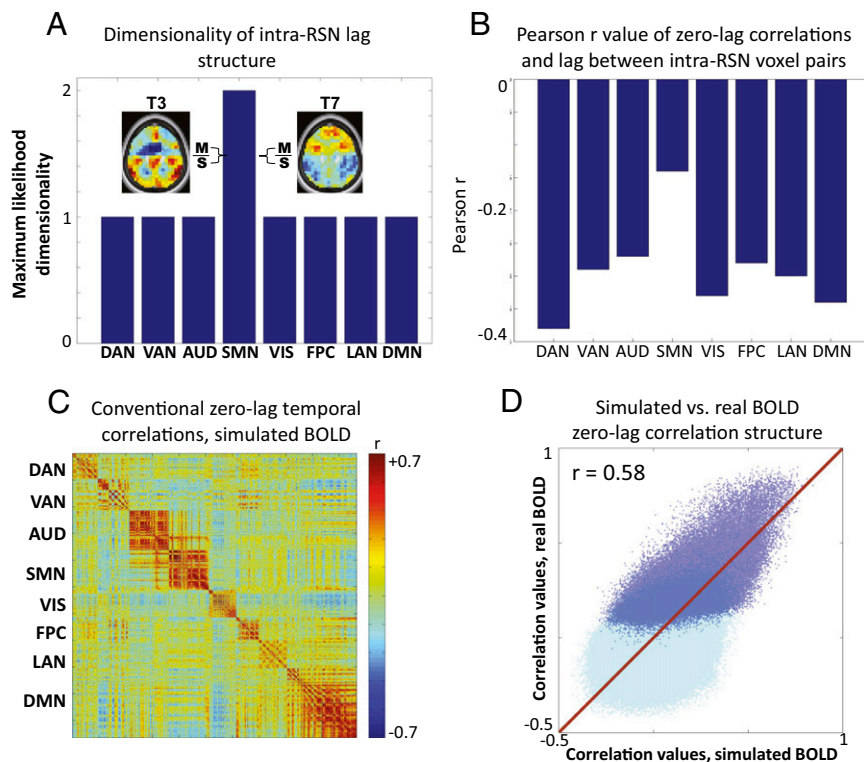 A
Dimensionality of intra-RSN lag
structure
Maximum likelihood
dimensionality
2
1
0
T3
T7
M
S
M
S
DAN VAN AUD SMN VIS FPC LAN DMN
B
Pearson r value of zero-lag correlations
and lag between intra-RSN voxel pairs
Pearson r
0
-0.2
-0.4
DAN VAN AUD SMN VIS FPC LAN DMN
C
Conventional zero-lag temporal
correlations, simulated BOLD
r
+0.7
-0.7
DAN
VAN
AUD
SMN
VIS
FPC
LAN
DMN
D
Simulated vs. real BOLD
zero-lag correlation structure
r = 0.58
Correlation values, real BOLD
1
-0.5
-0.5
1
Correlation values, simulated BOLD